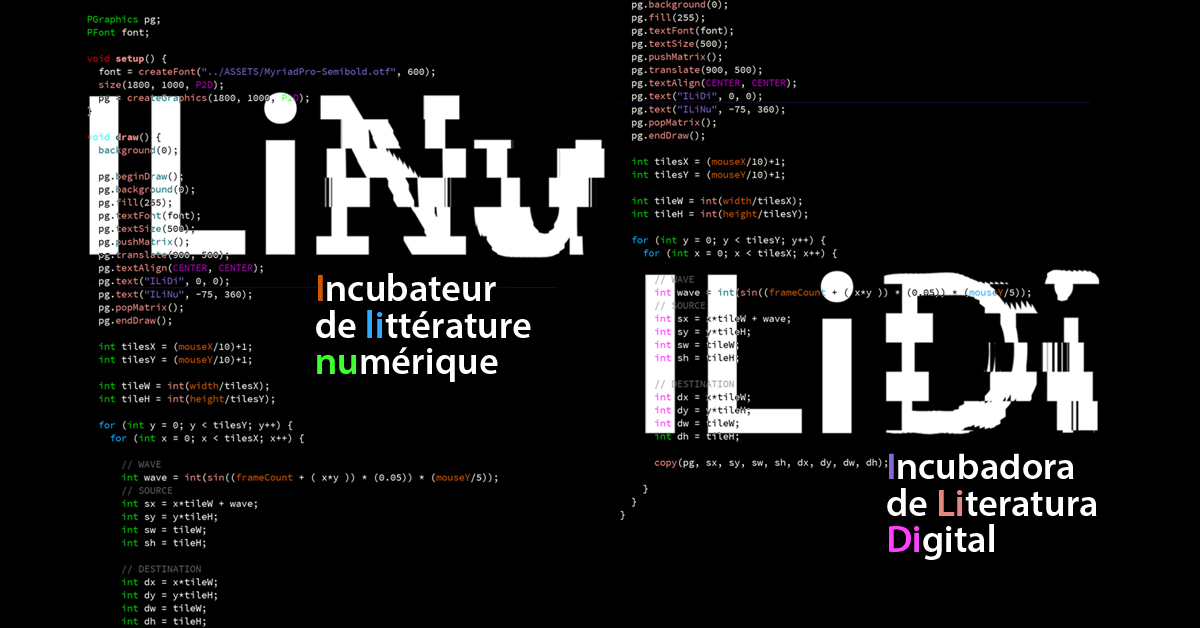 PGraphics pg;
PFont font;
void setup() {
font = createFont("../ASSETS/MyriadPro-Semibold.otf", 600);
size(1800, 1000, P2D);
pg = createGraphics(1800, 1000, P2D);
}
void draw() {
background(0);
pg.beginDraw();
pg.background(0);
pg.fill(255);
pg.textFont(font);
pg.textSize(500);
pg.pushMatrix();
pg.translate(900, 500);
pg.textAlign(CENTER, CENTER);
pg.text("ILiDi", 0, 0);
pg.text("ILiNu", -75, 360);
pg.popMatrix();
pg.endDraw();
int tilesX = (mouseX/10)+1;
int tilesY = (mouseY/10)+1;
int tileW = int(width/tilesX);
int tileH = int(height/tilesY);
for (int y = 0; y < tilesY; y++) {
for (int x = 0; x < tilesX; x++) {
// WAVE
int wave = int(sin((frameCount + ( x*y )) * (0.05)) * (mouseY/5));
// SOURCE
int sx = x*tileW + wave;
int sy = y*tileH;
int sw = tileW;
int sh = tileH;
// DESTINATION
int dx = x*tileW;
int dy = y*tileH;
int dw = tileW;
int dh = tileH;
ILiNu
Incubateur
de littérature
numérique
pg.background(0);
pg.fill(255);
pg.textFont(font);
pg.textSize(500);
pg.pushMatrix();
pg.translate(900, 500);
pg.textAlign(CENTER, CENTER);
pg.text("ILiDi", 0, 0);
pg.text("ILiNu", -75, 360);
pg.popMatrix();
pg.endDraw();
int tilesX = (mouseX/10)+1;
int tilesY = (mouseY/10)+1;
int tileW = int(width/tilesX);
int tileH = int(height/tilesY);
for (int y = 0; y < tilesY; y++) {
for (int x = 0; x < tilesX; x++) {
// WAVE
int wave = int(sin((frameCount + ( x*y )) * (0.05)) * (mouseY/5));
// SOURCE
int sx = x*tileW + wave;
int sy = y*tileH;
int sw = tileW;
int sh = tileH;
// DESTINATION
int dx = x*tileW;
int dy = y*tileH;
int dw = tileW;
int dh = tileH;
copy(pg, sx, sy, sw, sh, dx, dy, dw, dh);
}
}
}
ILiDi
Incubadora
de Literatura
Digital